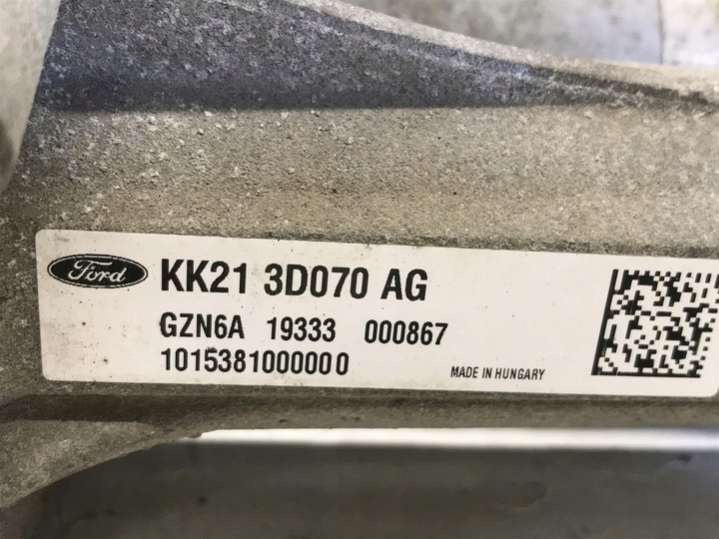 Ford KK21 3D070 AG
GZN6A 19333 000867
1015381000000
MADE IN HUNGARY